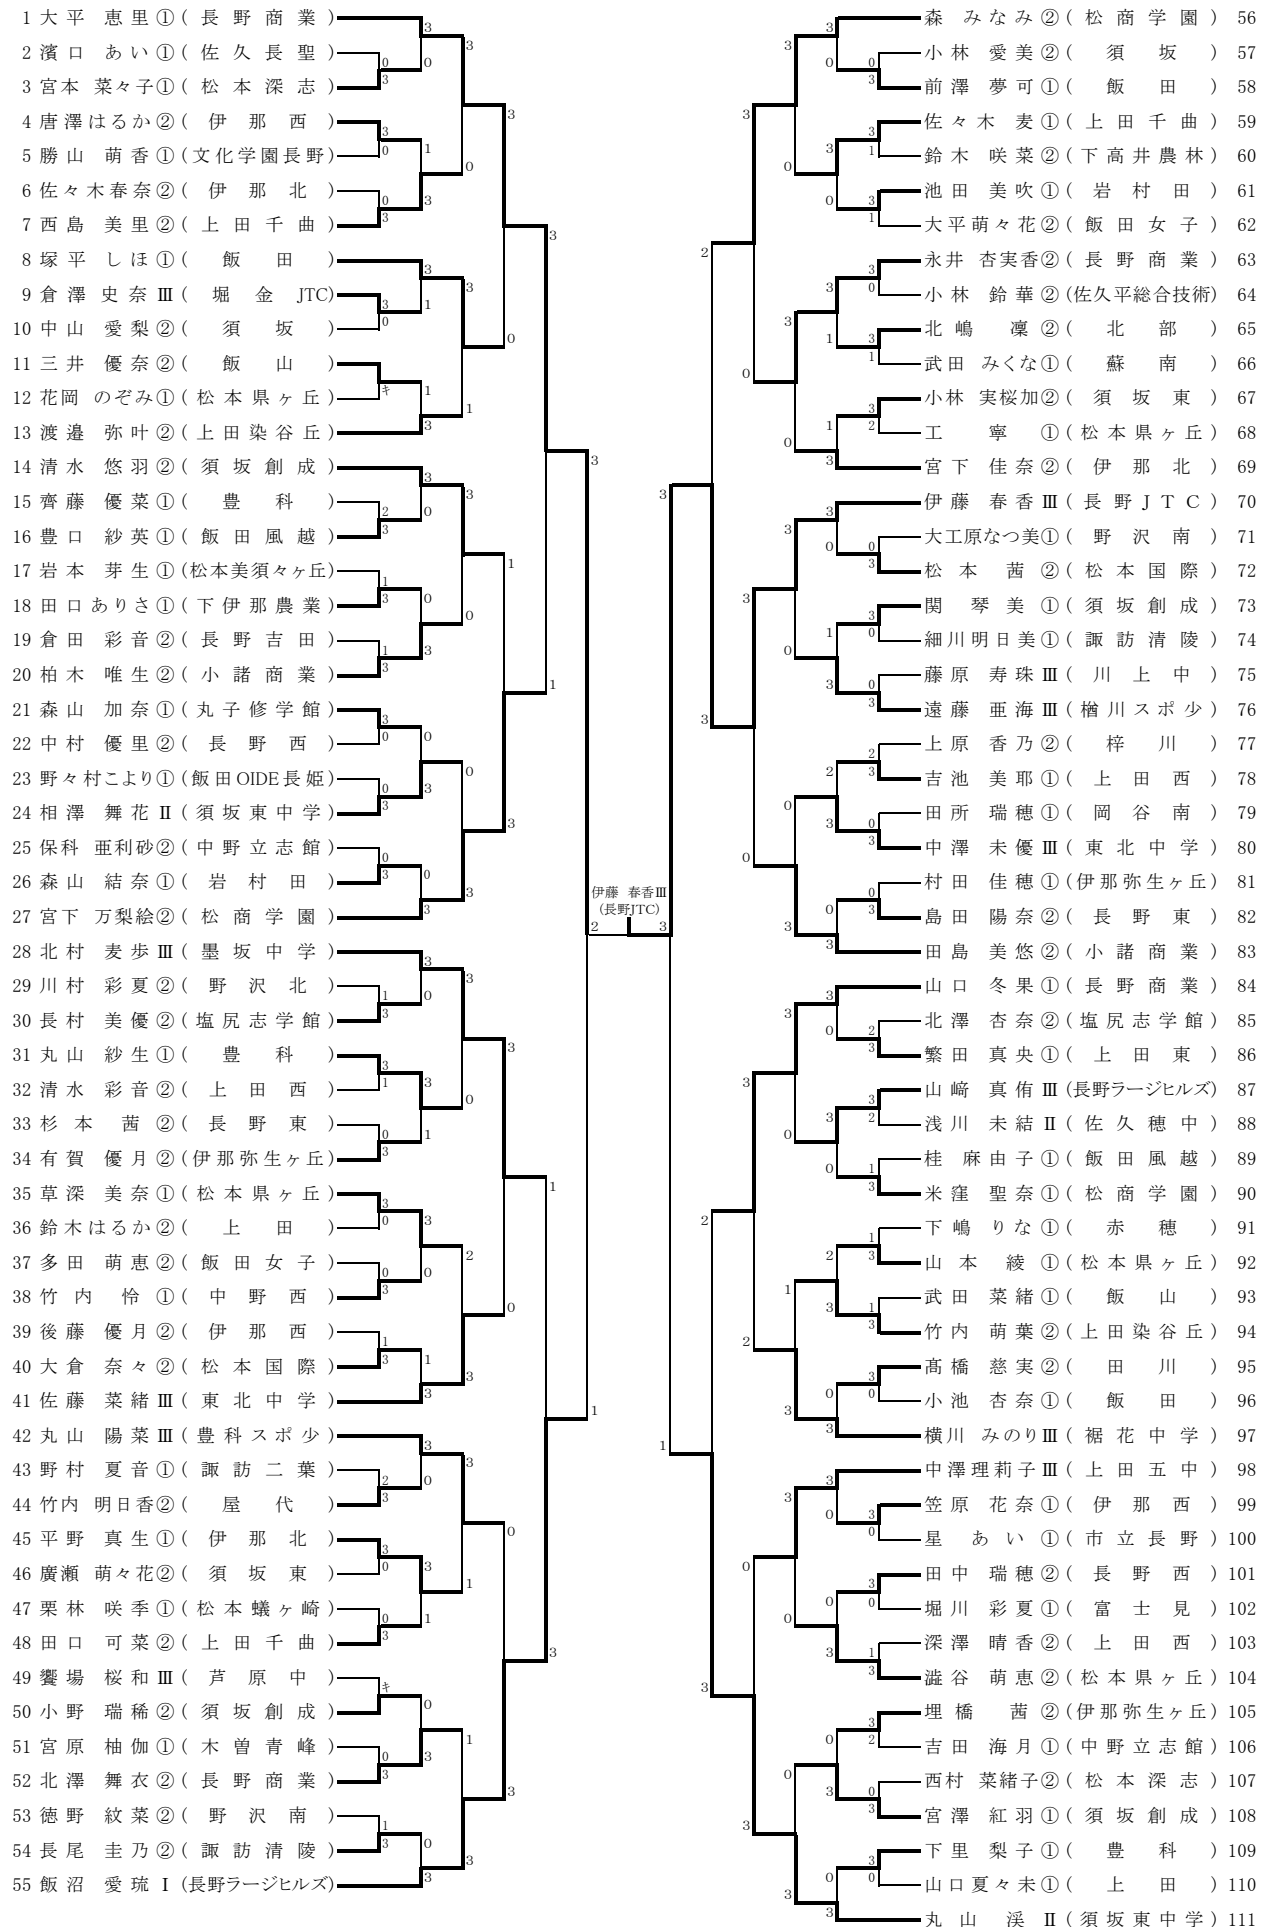 1 大平 恵里① ( 長野商業 )
2 濱口 あい① ( 佐久長聖 )
3 宮本 菜々子① ( 松本深志 )
4 唐澤はるか② ( 伊那西 )
5 勝山 萌香① (文化学園長野)
6 佐々木春奈② ( 伊那北 )
7 西島 美里② ( 上田千曲 )
8 塚平 しほ① ( 飯田 )
9 倉澤 史奈Ⅲ ( 堀金 JTC)
10 中山 愛梨② ( 須坂 )
11 三井 優奈② ( 飯山 )
12 花岡 のぞみ① ( 松本県ヶ丘 )
13 渡邉 弥叶② ( 上田染谷丘 )
14 清水 悠羽② ( 須坂創成 )
15 齊藤 優菜① ( 豊科 )
16 豊口 紗英① ( 飯田風越 )
17 岩本 芽生① (松本美須々ヶ丘)
18 田口ありさ① ( 下伊那農業 )
19 倉田 彩音② ( 長野吉田 )
20 柏木 唯生② ( 小諸商業 )
21 森山 加奈① ( 丸子修学館 )
22 中村 優里② ( 長野西 )
23 野々村こより① (飯田OIDE長姫)
24 相澤 舞花Ⅱ ( 須坂東中学 )
25 保科 亜利砂② ( 中野立志館 )
26 森山 結奈① ( 岩村田 )
27 宮下 万梨絵② ( 松商学園 )
28 北村 麦歩Ⅲ ( 墨坂中学 )
29 川村 彩夏② ( 野沢北 )
30 長村 美優② ( 塩尻志学館 )
31 丸山 紗生① ( 豊科 )
32 清水 彩音② ( 上田西 )
33 杉本 茜② ( 長野東 )
34 有賀 優月② (伊那弥生ヶ丘)
35 草深 美奈① ( 松本県ヶ丘 )
36 鈴木はるか② ( 上田 )
37 多田 萌恵② ( 飯田女子 )
38 竹内 怜① ( 中野西 )
39 後藤 優月② ( 伊那西 )
40 大倉 奈々② ( 松本国際 )
41 佐藤 菜緒Ⅲ ( 東北中学 )
42 丸山 陽菜Ⅲ ( 豊科スポ少 )
43 野村 夏音① ( 諏訪二葉 )
44 竹内 明日香② ( 屋代 )
45 平野 真生① ( 伊那北 )
46 廣瀬 萌々花② ( 須坂東 )
47 栗林 咲季① ( 松本蟻ヶ崎 )
48 田口 可菜② ( 上田千曲 )
49 饗場 桜和Ⅲ ( 芦原中 )
50 小野 瑞稀② ( 須坂創成 )
51 宮原 柚伽① ( 木曽青峰 )
52 北澤 舞衣② ( 長野商業 )
53 徳野 紋菜② ( 野沢南 )
54 長尾 圭乃② ( 諏訪清陵 )
55 飯沼 愛琉Ⅰ (長野ラージヒルズ)
伊藤 春香Ⅲ
(長野JTC)
2 3
森 みなみ② ( 松商学園 ) 56
小林 愛美② ( 須坂 ) 57
前澤 夢可① ( 飯田 ) 58
佐々木 麦① ( 上田千曲 ) 59
鈴木 咲菜② ( 下高井農林 ) 60
池田 美吹① ( 岩村田 ) 61
大平萌々花② ( 飯田女子 ) 62
永井 杏実香② ( 長野商業 ) 63
小林 鈴華② (佐久平総合技術) 64
北嶋 凜② ( 北部 ) 65
武田 みくな① ( 蘇南 ) 66
小林 実桜加② ( 須坂東 ) 67
工 寧 ① ( 松本県ヶ丘 ) 68
宮下 佳奈② ( 伊那北 ) 69
伊藤 春香Ⅲ ( 長野JTC ) 70
大工原なつ美① ( 野沢南 ) 71
松本 茜② ( 松本国際 ) 72
関 琴美① ( 須坂創成 ) 73
細川明日美① ( 諏訪清陵 ) 74
藤原 寿珠Ⅲ ( 川上中 ) 75
遠藤 亜海Ⅲ ( 楢川スポ少 ) 76
上原 香乃② ( 梓川 ) 77
吉池 美耶① ( 上田西 ) 78
田所 瑞穂① ( 岡谷南 ) 79
中澤 未優Ⅲ ( 東北中学 ) 80
村田 佳穂① (伊那弥生ヶ丘) 81
島田 陽奈② ( 長野東 ) 82
田島 美悠② ( 小諸商業 ) 83
山口 冬果① ( 長野商業 ) 84
北澤 杏奈② ( 塩尻志学館 ) 85
繁田 真央① ( 上田東 ) 86
山﨑 真侑Ⅲ (長野ラージヒルズ) 87
浅川 未結Ⅱ ( 佐久穂中 ) 88
桂 麻由子① ( 飯田風越 ) 89
米窪 聖奈① ( 松商学園 ) 90
下嶋 りな① ( 赤穂 ) 91
山本 綾① ( 松本県ヶ丘 ) 92
武田 菜緒① ( 飯山 ) 93
竹内 萌葉② ( 上田染谷丘 ) 94
髙橋 慈実② ( 田川 ) 95
小池 杏奈① ( 飯田 ) 96
横川 みのりⅢ ( 裾花中学 ) 97
中澤理莉子Ⅲ ( 上田五中 ) 98
笠原 花奈① ( 伊那西 ) 99
星 あい ① ( 市立長野 ) 100
田中 瑞穂② ( 長野西 ) 101
堀川 彩夏① ( 富士見 ) 102
深澤 晴香② ( 上田西 ) 103
澁谷 萌恵② ( 松本県ヶ丘 ) 104
埋橋 茜② (伊那弥生ヶ丘) 105
吉田 海月① ( 中野立志館 ) 106
西村 菜緒子② ( 松本深志 ) 107
宮澤 紅羽① ( 須坂創成 ) 108
下里 梨子① ( 豊科 ) 109
山口夏々未① ( 上田 ) 110
丸山 渓Ⅱ ( 須坂東中学 ) 111